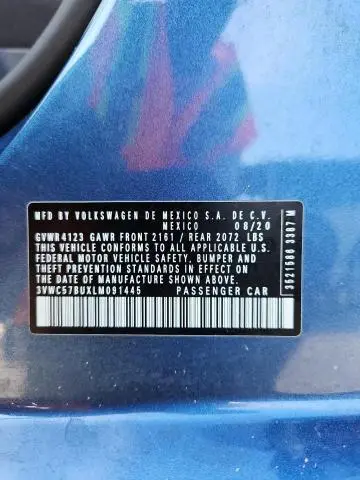 MFD BY VOLKSWAGEN DE MEXICO S.A. DE C.V.
MEXICO 08/20
GVWR4123 GAWR FRONT 2161 / REAR 2072 LBS
THIS VEHICLE CONFORMS TO ALL APPLICABLE U.S.
FEDERAL MOTOR VEHICLE SAFETY, BUMPER AND
THEFT PREVENTION STANDARDS IN EFFECT ON
THE DATE OF MANUFACTURE SHOWN ABOVE.
3VWC57BUXLM091445 PASSENGER CAR
3521580 3387 M